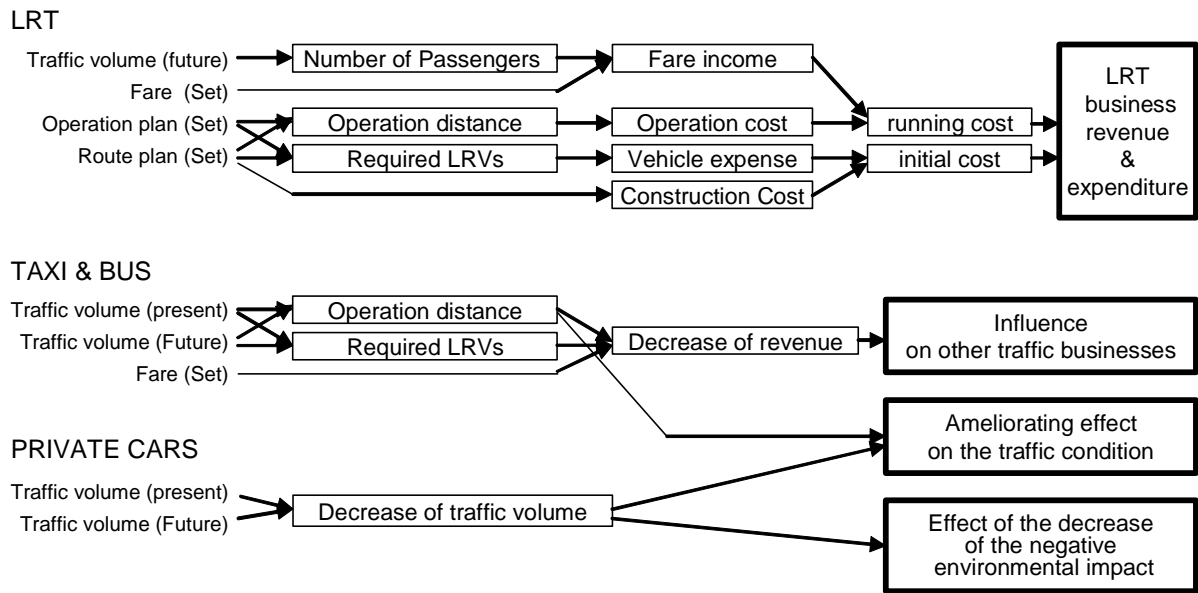 LRT
Traffic volume (future)
Number of Passengers
Fare income
Fare (Set)
Operation plan (Set)
Operation distance
Operation cost
running cost
Route plan (Set)
Required LRVs
Vehicle expense
initial cost
Construction Cost
LRT
business
revenue
&
expenditure
TAXI & BUS
Traffic volume (present)
Operation distance
Traffic volume (Future)
Required LRVs
Decrease of revenue
Fare (Set)
Influence
on other traffic businesses
Ameliorating effect
on the traffic condition
PRIVATE CARS
Traffic volume (present)
Traffic volume (Future)
Decrease of traffic volume
Effect of the decrease
of the negative
environmental impact